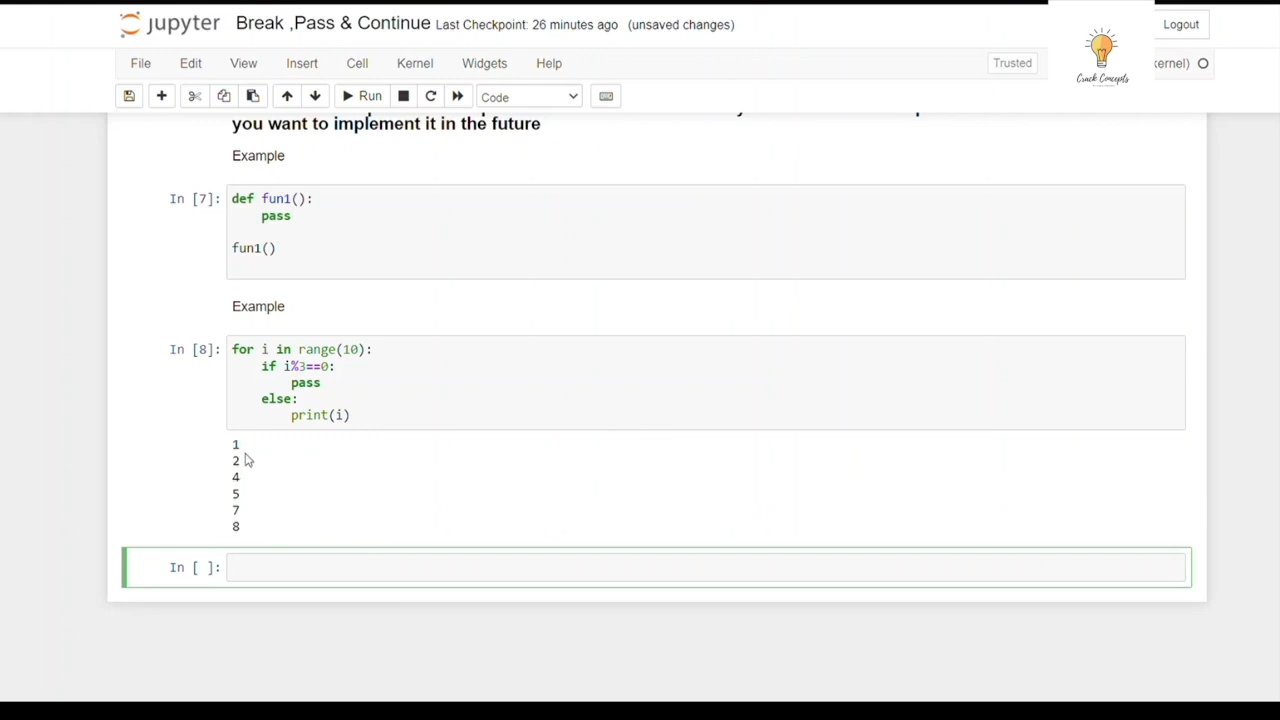 jupyter Break ,Pass & Continue Last Checkpoint: 26 minutes ago (unsaved changes) Logout
File Edit View Insert Cell Kernel Widgets Help Trusted kernel)
Crack Concepts
Run Code
you want to implement it in the future
Example
In [7]: def fun1():
pass
fun1()
Example
In [8]: for i in range(10):
if i%3==0:
pass
else:
print(i)
1
2
4
5
7
8
In [ ]: